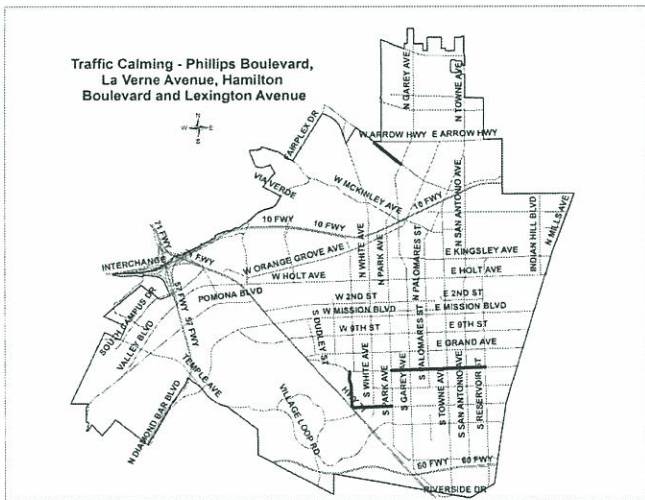 Traffic Calming - Phillips Boulevard,
La Verne Avenue, Hamilton
Boulevard and Lexington Avenue
N
W
E
S
N GAREY AVE
N TOWNE AVE
FAIRPLEX DR
W ARROW HWY
E ARROW HWY
VIA VERDE
W MCKINLEY AVE
10 FWY
N SAN ANTONIO AVE
INDIAN HILL BLVD
N MILLS AVE
71 FWY
10 FWY
10 FWY
N WHITE AVE
N PARK AVE
N PALOMARES ST
E KINGSLEY AVE
INTERCHANGE
W ORANGE GROVE AVE
W HOLT AVE
E HOLT AVE
SOUTH CAMPUS DR
57 FWY
57 FWY
POMONA BLVD
W 2ND ST
E 2ND ST
W MISSION BLVD
E MISSION BLVD
VALLEY BLVD
S DUDLEY ST
W 9TH ST
E 9TH ST
S PALOMARES ST
E GRAND AVE
TEMPLE AVE
N DIAMOND BAR BLVD
VILLAGE LOOP RD
S WHITE AVE
S PARK AVE
S GAREY AVE
S TOWNE AVE
S SAN ANTONIO AVE
S RESERVOIR ST
60 FWY
60 FWY
RIVERSIDE DR